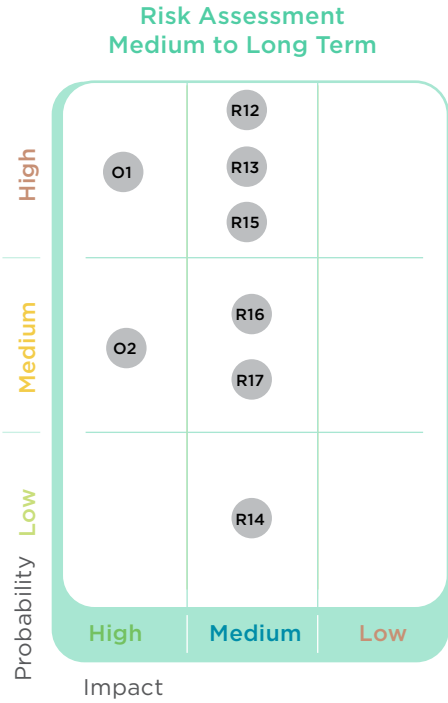 Risk Assessment
Medium to Long Term
High
O1
R12
R13
R15
Medium
O2
R16
R17
Low
R14
Probability
High
Medium
Low
Impact